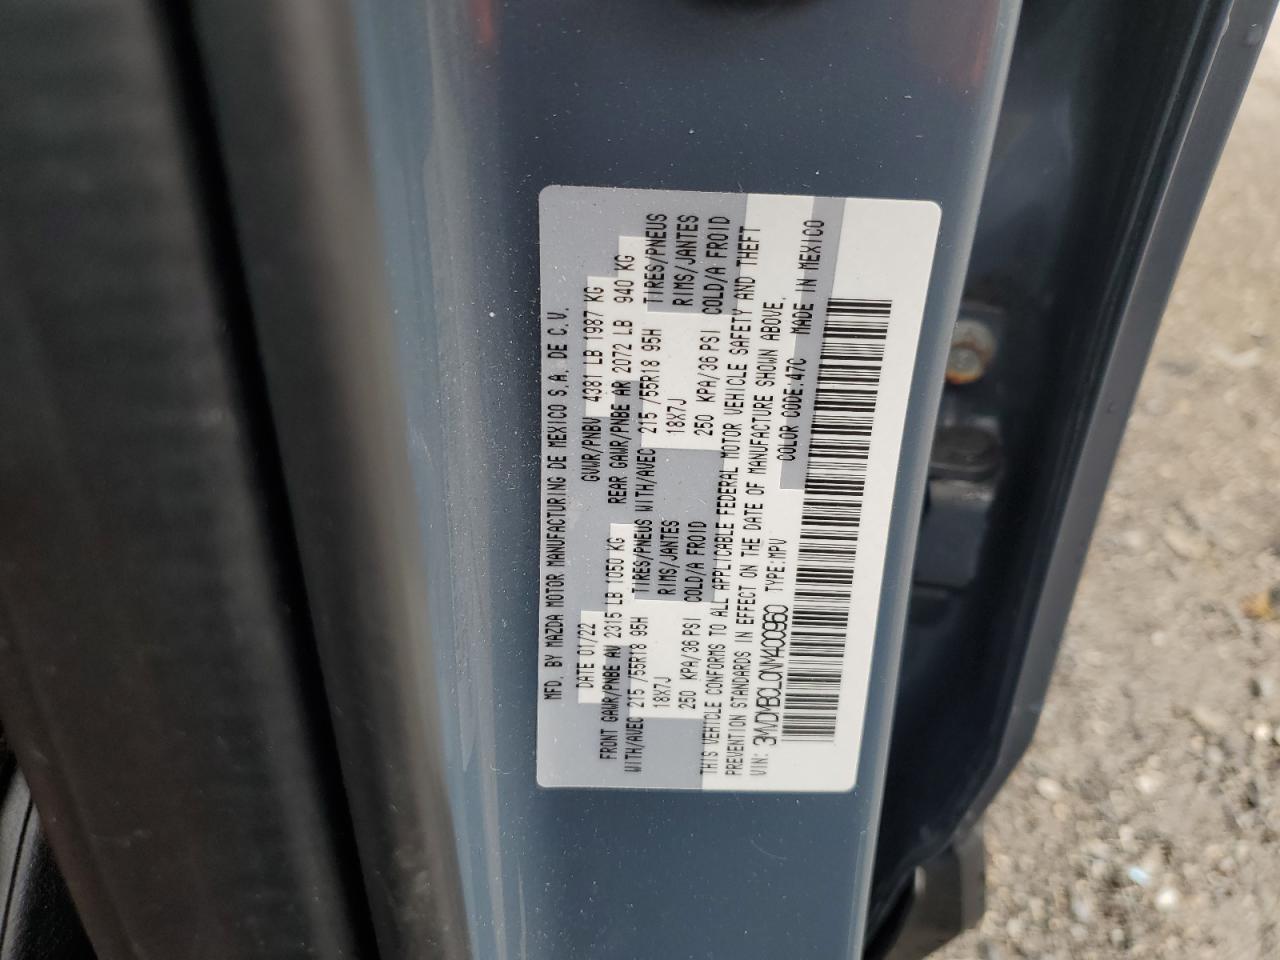 MFD. BY MAZDA MOTOR MANUFACTURING DE MEXICO S.A. DE C.V.
DATE 01/22 GVWR/PNBV 4381 LB 1987 KG
FRONT GAWR/PNBE AV 2315 LB 1050 KG REAR GAWR/PNBE AR 2072 LB 940 KG
WITH/AVEC 215 /55R18 95H TIRES/PNEUS WITH/AVEC 215 /55R18 95H TIRES/PNEUS
18X7J RIMS/JANTES 18X7J RIMS/JANTES
250 KPA/36 PSI COLD/A FROID 250 KPA/36 PSI COLD/A FROID
THIS VEHICLE CONFORMS TO ALL APPLICABLE FEDERAL MOTOR VEHICLE SAFETY AND THEFT
PREVENTION STANDARDS IN EFFECT ON THE DATE OF MANUFACTURE SHOWN ABOVE.
VIN: 3MVDMBCL0NM400960 TYPE:MPV COLOR CODE:47C MADE IN MEXICO